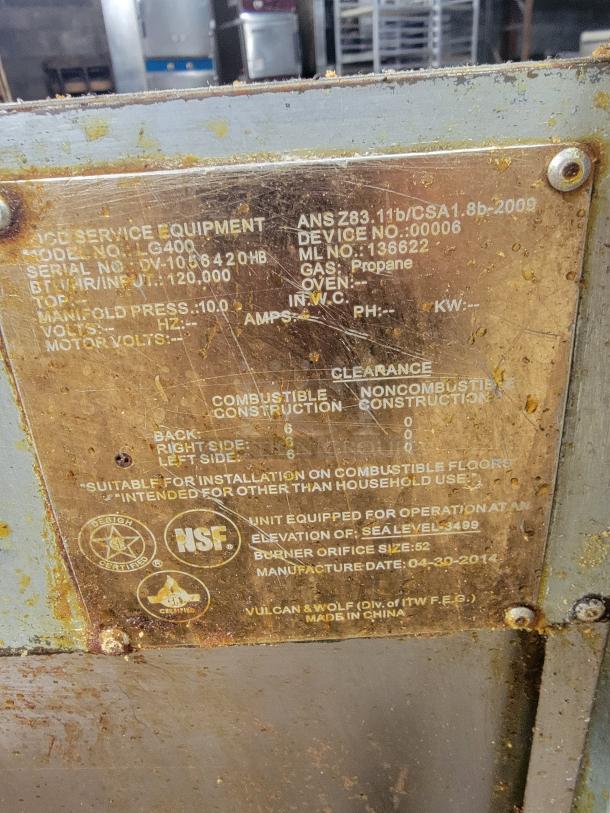 SERVICE EQUIPMENT
ANS Z83.11b/CSA1.8b-2009
MODEL NO.: LG400
DEVICE NO.:00006
SERIAL NO.:
ML NO.: 136622
BTU/HR/INPUT.: 120,000
GAS: Propane
TOP:--
OVEN:--
MANIFOLD PRESS.:10.0 IN W.C.
VOLTS:-- HZ:-- AMPS:-- PH:-- KW:--
MOTOR VOLTS:--
CLEARANCE
COMBUSTIBLE CONSTRUCTION
NONCOMBUSTIBLE CONSTRUCTION
BACK: 6 0
RIGHT SIDE: 6 0
LEFT SIDE: 6 0
*SUITABLE FOR INSTALLATION ON COMBUSTIBLE FLOORS
*INTENDED FOR OTHER THAN HOUSEHOLD USE.
DESIGN
CERTIFIED
NSF®
CERTIFIED
UNIT EQUIPPED FOR OPERATION AT AN
ELEVATION OF: SEA LEVEL-3499
BURNER ORIFICE SIZE:52
MANUFACTURE DATE: 04-30-2014
VULCAN & WOLF (DIV. of ITW F.E.G.)
MADE IN CHINA